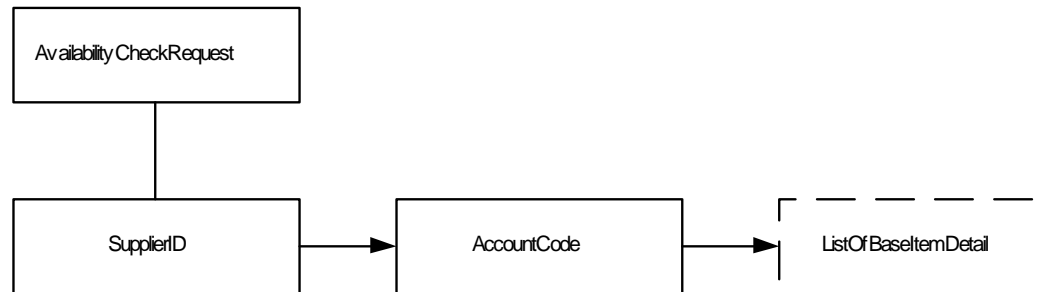 AvailabilityCheckRequest
SupplierID
AccountCode
ListOfBaseItemDetail